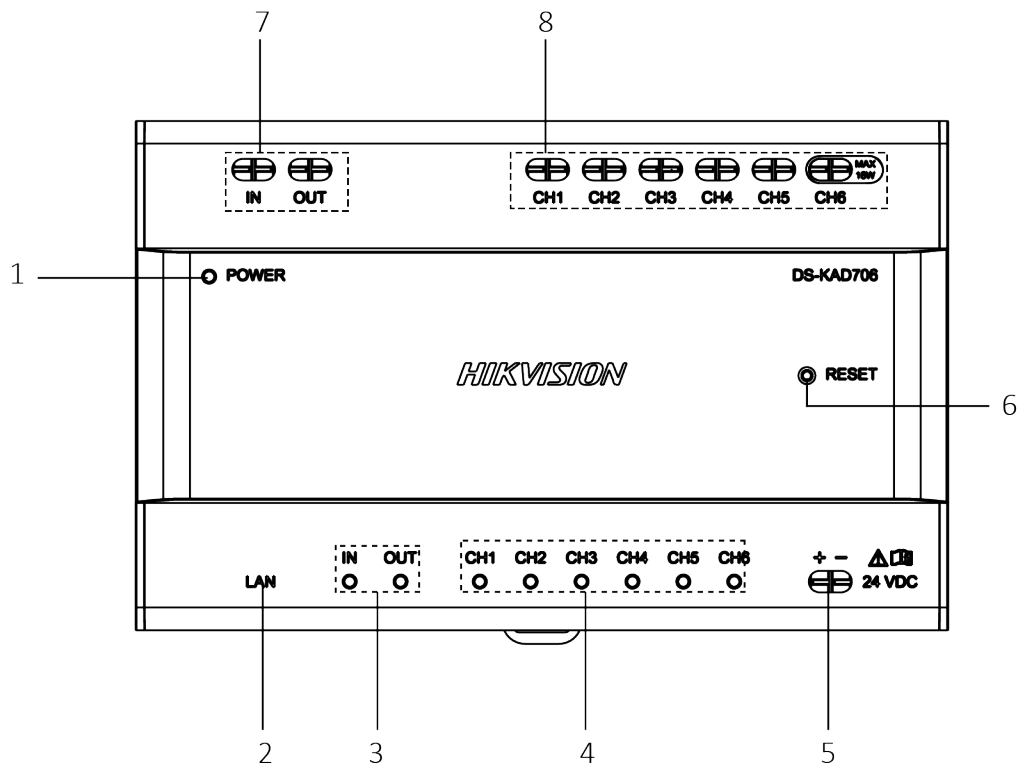 7 8
MAX
15W
IN OUT CH1 CH2 CH3 CH4 CH5 CH6
1 POWER DS-KAD706
HIKVISION RESET
6
IN OUT CH1 CH2 CH3 CH4 CH5 CH6 + −
LAN 24 VDC
2 3 4 5